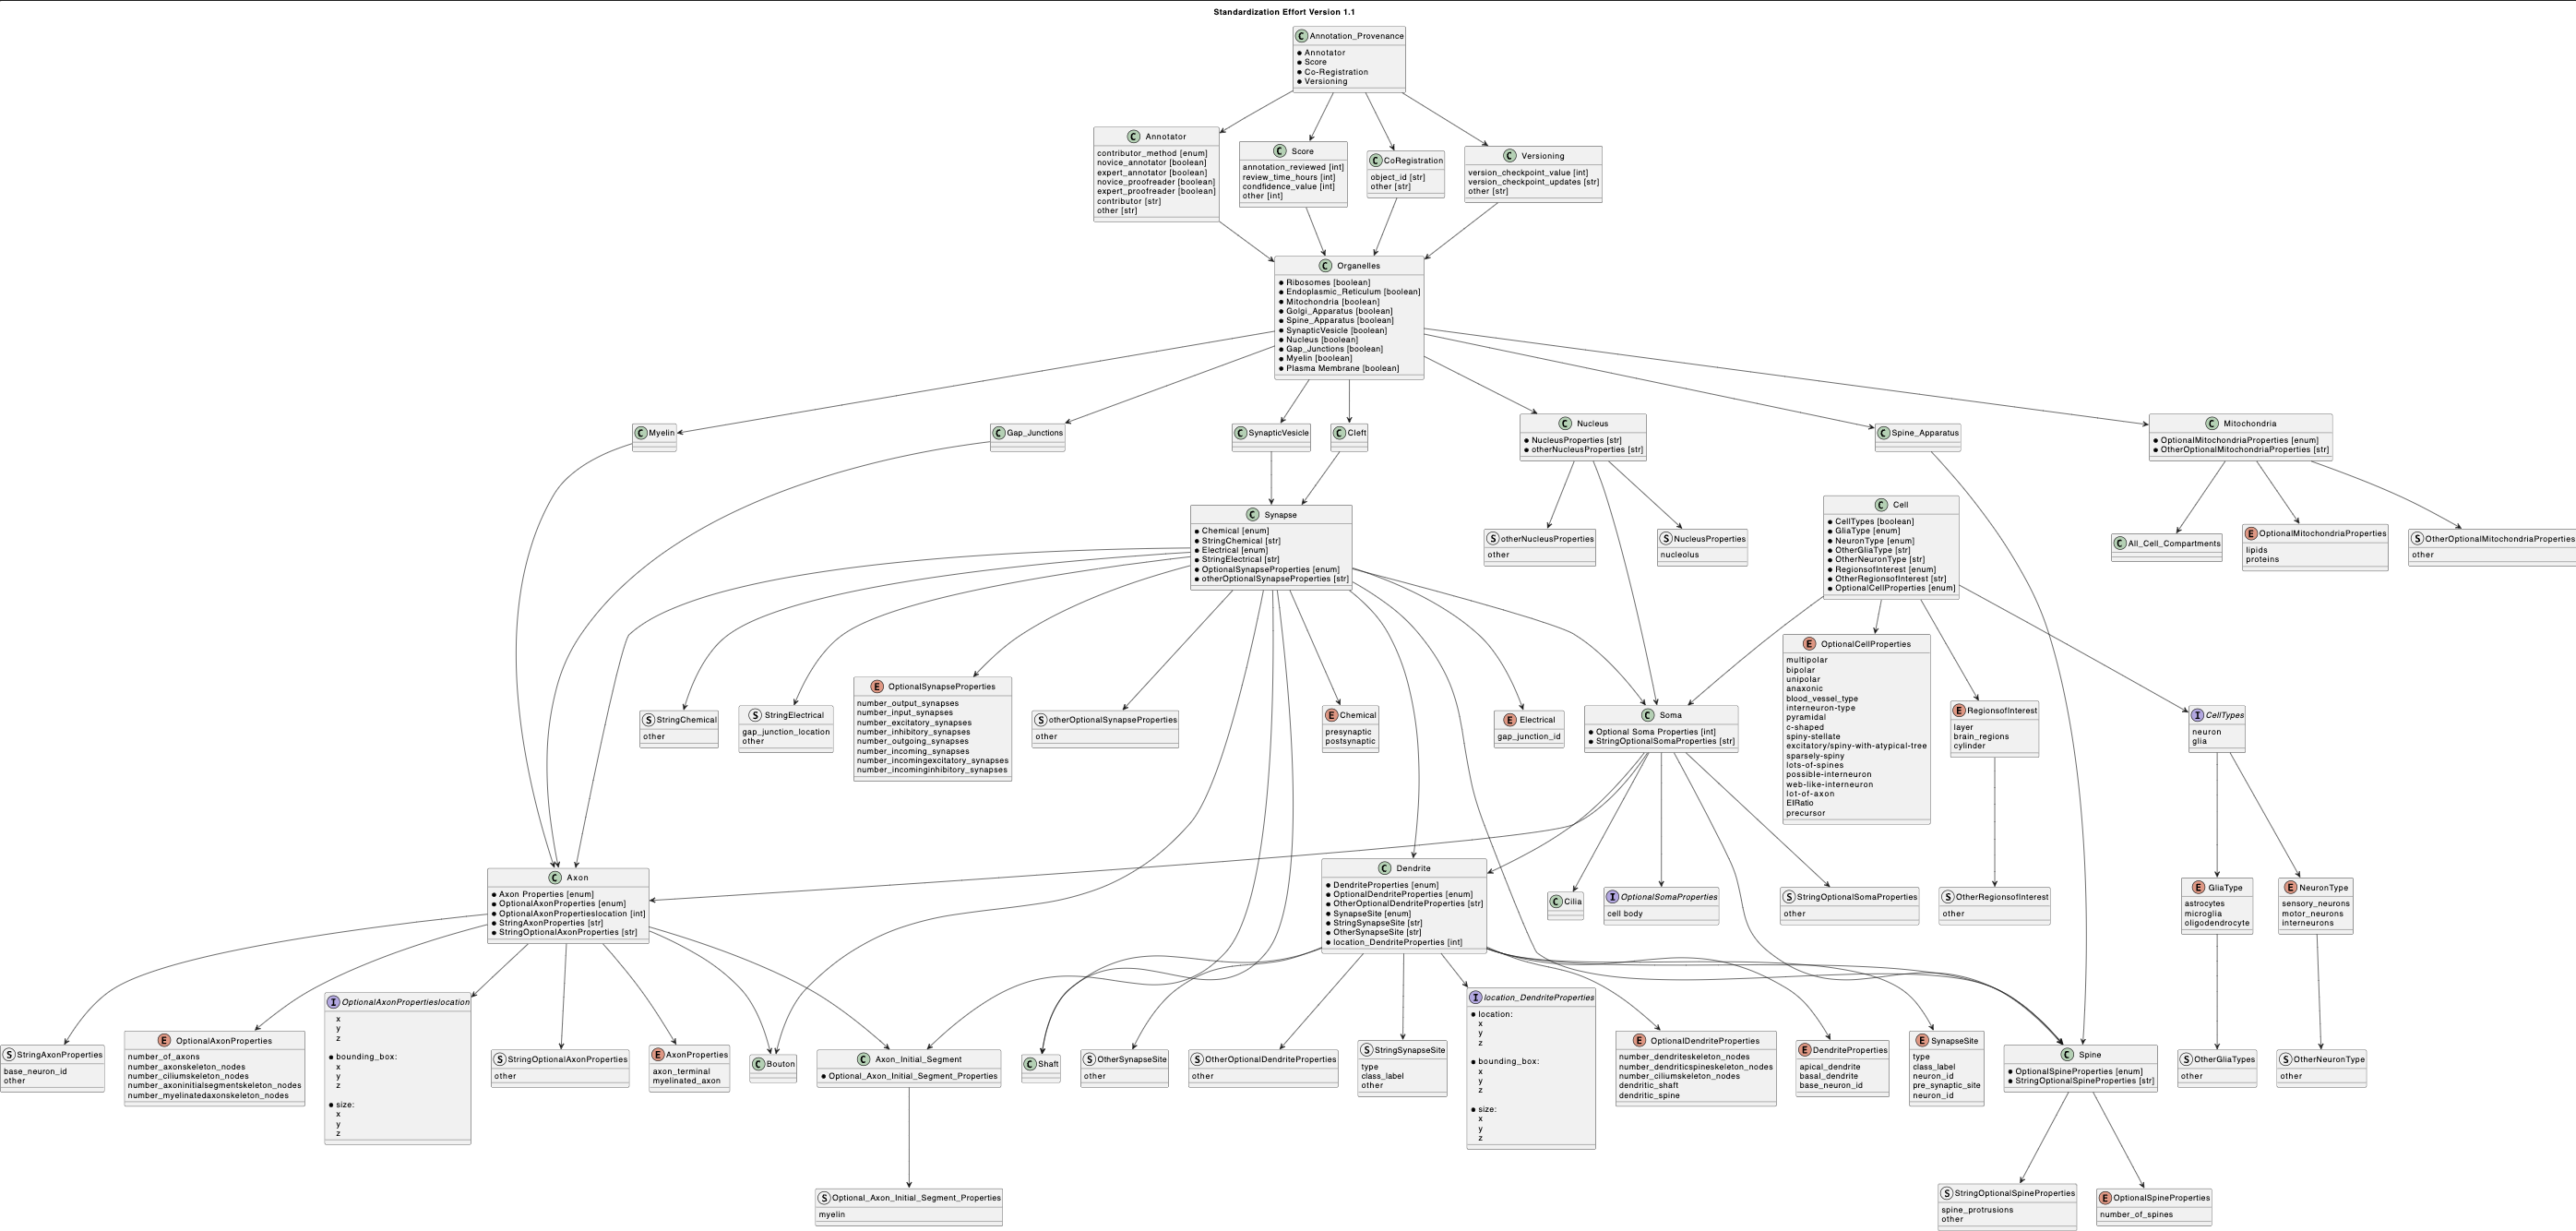 Standardization Effort Version 1.1
C Annotation_Provenance
Annotator
Score
Co-Registration
Versioning
C Annotator
contributor_method [enum]
novice_annotator [boolean]
expert_annotator [boolean]
novice_proofreader [boolean]
expert_proofreader [boolean]
contributor [str]
other [str]
C Score
annotation_reviewed [int]
review_time_hours [int]
condfidence_value [int]
other [int]
C CoRegistration
object_id [str]
other [str]
C Versioning
version_checkpoint_value [int]
version_checkpoint_updates [str]
other [str]
C Organelles
Ribosomes [boolean]
Endoplasmic_Reticulum [boolean]
Mitochondria [boolean]
Golgi_Apparatus [boolean]
Spine_Apparatus [boolean]
SynapticVesicle [boolean]
Nucleus [boolean]
Gap_Junctions [boolean]
Myelin [boolean]
Plasma Membrane [boolean]
C Myelin
C Gap_Junctions
C SynapticVesicle
C Cleft
C Nucleus
NucleusProperties [str]
otherNucleusProperties [str]
C Spine_Apparatus
C Mitochondria
OptionalMitochondriaProperties [enum]
OtherOptionalMitochondriaProperties [str]
C Synapse
Chemical [enum]
StringChemical [str]
Electrical [enum]
StringElectrical [str]
OptionalSynapseProperties [enum]
otherOptionalSynapseProperties [str]
S otherNucleusProperties
other
S NucleusProperties
nucleolus
C Cell
CellTypes [boolean]
GliaType [enum]
NeuronType [enum]
OtherGliaType [str]
OtherNeuronType [str]
RegionsofInterest [enum]
OtherRegionsofInterest [str]
OptionalCellProperties [enum]
C All_Cell_Compartments
E OptionalMitochondriaProperties
lipids
proteins
S OtherOptionalMitochondriaProperties
other
S StringChemical
other
S StringElectrical
gap_junction_location
other
E OptionalSynapseProperties
number_output_synapses
number_input_synapses
number_excitatory_synapses
number_inhibitory_synapses
number_outgoing_synapses
number_incoming_synapses
number_incomingexcitatory_synapses
number_incominginhibitory_synapses
S otherOptionalSynapseProperties
other
E Chemical
presynaptic
postsynaptic
E Electrical
gap_junction_id
C Soma
Optional Soma Properties [int]
StringOptionalSomaProperties [str]
E OptionalCellProperties
multipolar
bipolar
unipolar
anaxonic
blood_vessel_type
interneuron-type
pyramidal
c-shaped
spiny-stellate
excitatory/spiny-with-atypical-tree
sparsely-spiny
lots-of-spines
possible-interneuron
web-like-interneuron
lot-of-axon
EIRatio
precursor
E RegionsofInterest
layer
brain_regions
cylinder
I CellTypes
neuron
glia
C Axon
Axon Properties [enum]
OptionalAxonProperties [enum]
OptionalAxonPropertieslocation [int]
StringAxonProperties [str]
StringOptionalAxonProperties [str]
C Dendrite
DendriteProperties [enum]
OptionalDendriteProperties [enum]
OtherOptionalDendriteProperties [str]
SynapseSite [enum]
StringSynapseSite [str]
OtherSynapseSite [str]
location_DendriteProperties [int]
C Cilia
I OptionalSomaProperties
cell body
S StringOptionalSomaProperties
other
S OtherRegionsofInterest
other
E GliaType
astrocytes
microglia
oligodendrocyte
E NeuronType
sensory_neurons
motor_neurons
interneurons
S StringAxonProperties
base_neuron_id
other
E OptionalAxonProperties
number_of_axons
number_axonskeleton_nodes
number_ciliumskeleton_nodes
number_axoninitialsegmentskeleton_nodes
number_myelinatedaxonskeleton_nodes
I OptionalAxonPropertieslocation
x
y
z
bounding_box:
x
y
z
size:
x
y
z
S StringOptionalAxonProperties
other
E AxonProperties
axon_terminal
myelinated_axon
C Bouton
C Axon_Initial_Segment
Optional_Axon_Initial_Segment_Properties
C Shaft
S OtherSynapseSite
other
S OtherOptionalDendriteProperties
other
S StringSynapseSite
type
class_label
other
I location_DendriteProperties
location:
x
y
z
bounding_box:
x
y
z
size:
x
y
z
E OptionalDendriteProperties
number_dendriteskeleton_nodes
number_dendriticspineskeleton_nodes
number_ciliumskeleton_nodes
dendritic_shaft
dendritic_spine
E DendriteProperties
apical_dendrite
basal_dendrite
base_neuron_id
E SynapseSite
type
class_label
neuron_id
pre_synaptic_site
neuron_id
C Spine
OptionalSpineProperties [enum]
StringOptionalSpineProperties [str]
S OtherGliaTypes
other
S OtherNeuronType
other
S Optional_Axon_Initial_Segment_Properties
myelin
S StringOptionalSpineProperties
spine_protrusions
other
E OptionalSpineProperties
number_of_spines